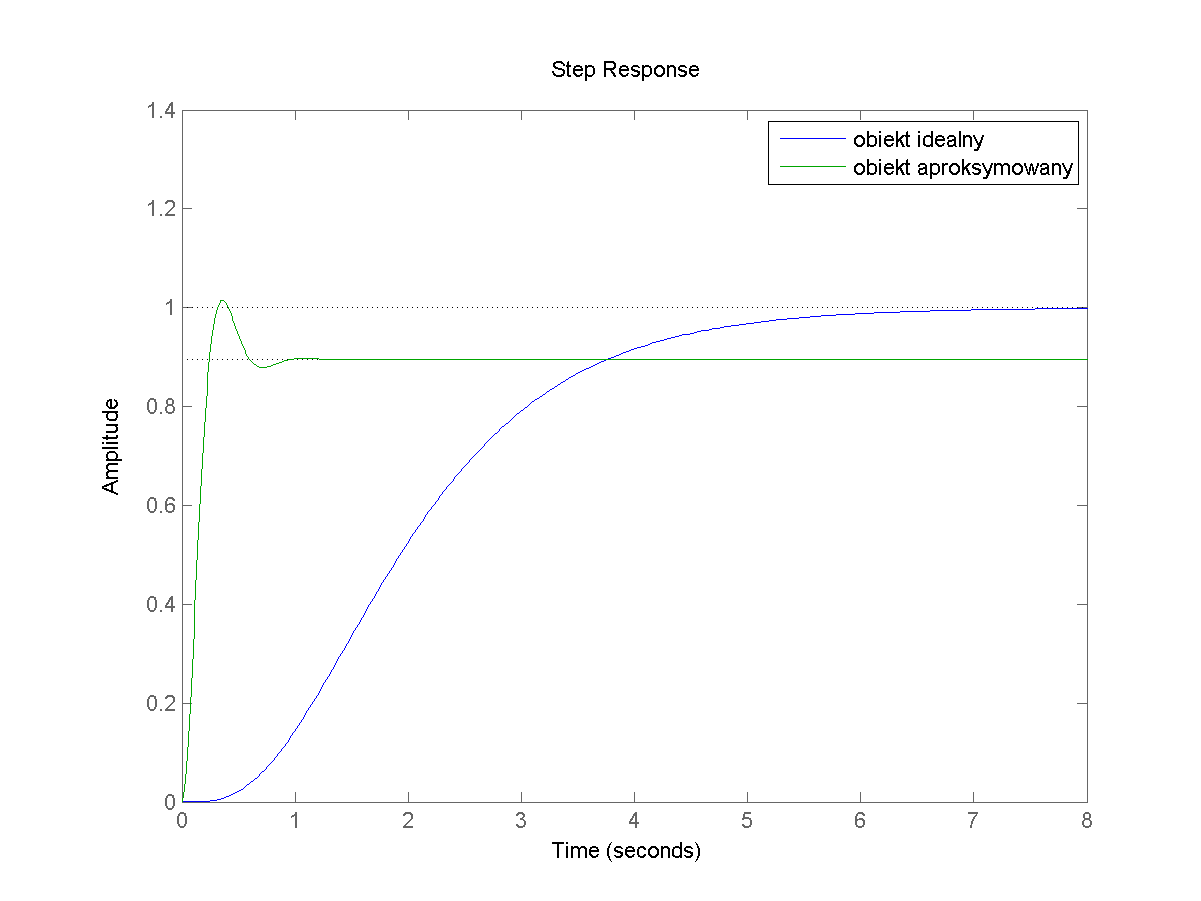 Step Response
obiekt idealny
obiekt aproksymowany
1.4
1.2
1
0.8
0.6
0.4
0.2
0
Amplitude
0 1 2 3 4 5 6 7 8
Time (seconds)